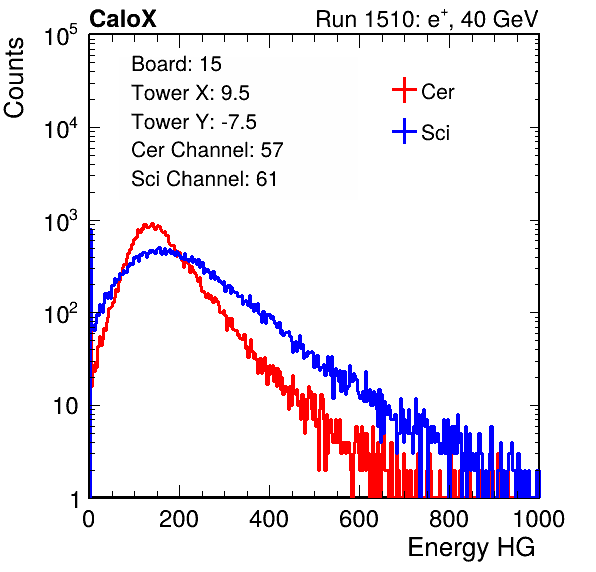 CaloX Run 1510: e⁺, 40 GeV
Counts
Board: 15
Tower X: 9.5
Tower Y: -7.5
Cer Channel: 57
Sci Channel: 61
Cer
Sci
10⁵
10⁴
10³
10²
10
1
0 200 400 600 800 1000
Energy HG